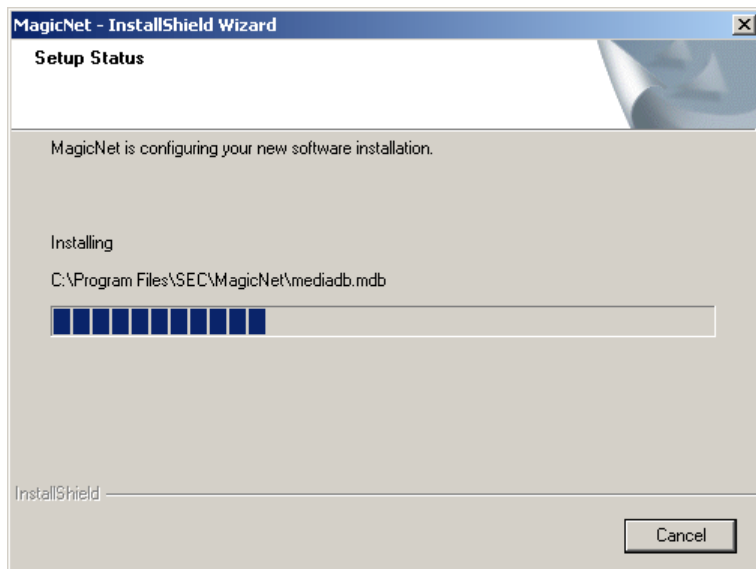 MagicNet - InstallShield Wizard
Setup Status
MagicNet is configuring your new software installation.
Installing
C:\Program Files\SEC\MagicNet\mediadb.mdb
InstallShield
Cancel